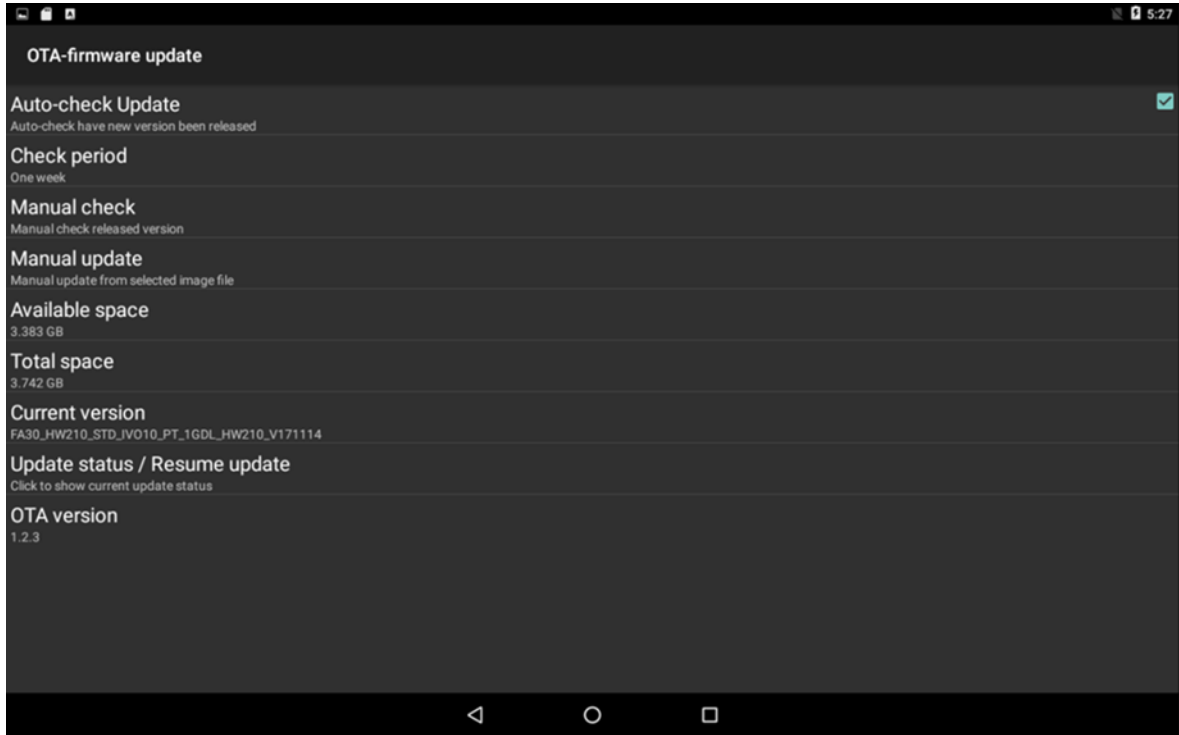 5:27
OTA-firmware update
Auto-check Update
Auto-check have new version been released
Check period
One week
Manual check
Manual check released version
Manual update
Manual update from selected image file
Available space
3.383 GB
Total space
3.742 GB
Current version
FA30_HW210_STD_IVO10_PT_1GDL_HW210_V171114
Update status / Resume update
Click to show current update status
OTA version
1.2.3